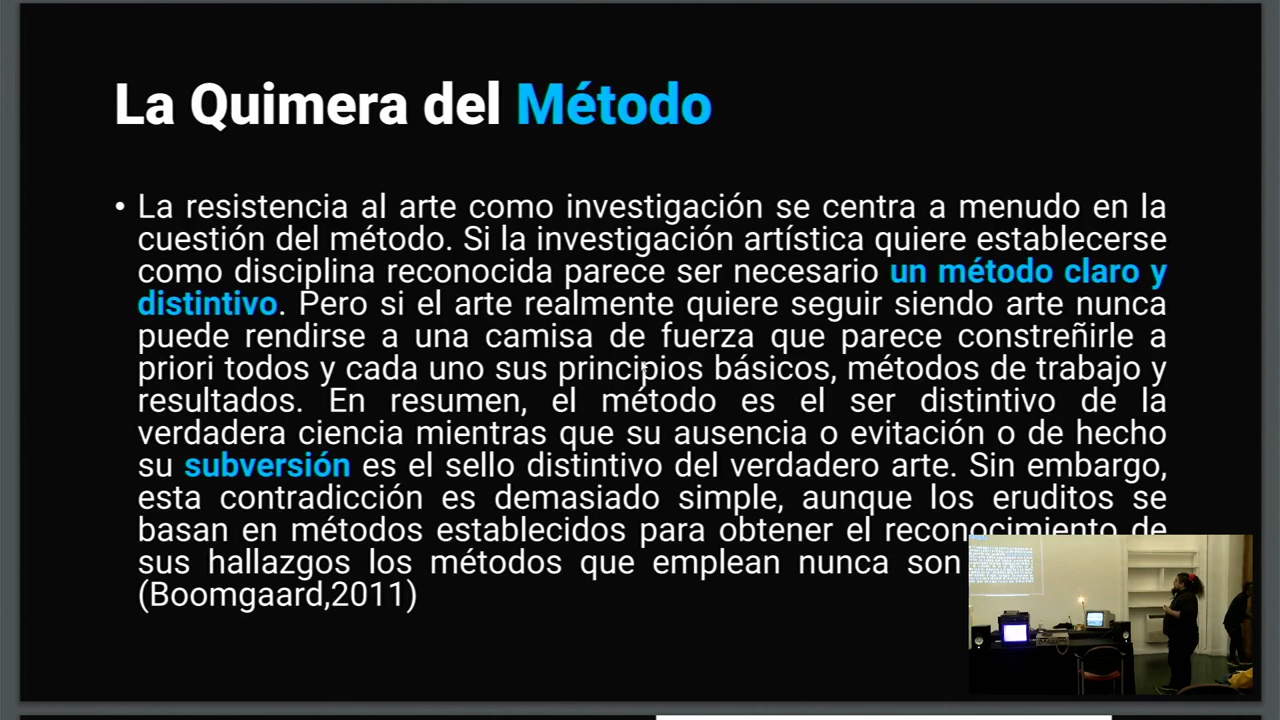 La Quimera del Método
• La resistencia al arte como investigación se centra a menudo en la
cuestión del método. Si la investigación artística quiere establecerse
como disciplina reconocida parece ser necesario un método claro y
distintivo. Pero si el arte realmente quiere seguir siendo arte nunca
puede rendirse a una camisa de fuerza que parece constreñirle a
priori todos y cada uno sus principios básicos, métodos de trabajo y
resultados. En resumen, el método es el ser distintivo de la
verdadera ciencia mientras que su ausencia o evitación o de hecho
su subversión es el sello distintivo del verdadero arte. Sin embargo,
esta contradicción es demasiado simple, aunque los eruditos se
basan en métodos establecidos para obtener el reconocimiento de
sus hallazgos los métodos que emplean nunca son
(Boomgaard,2011)